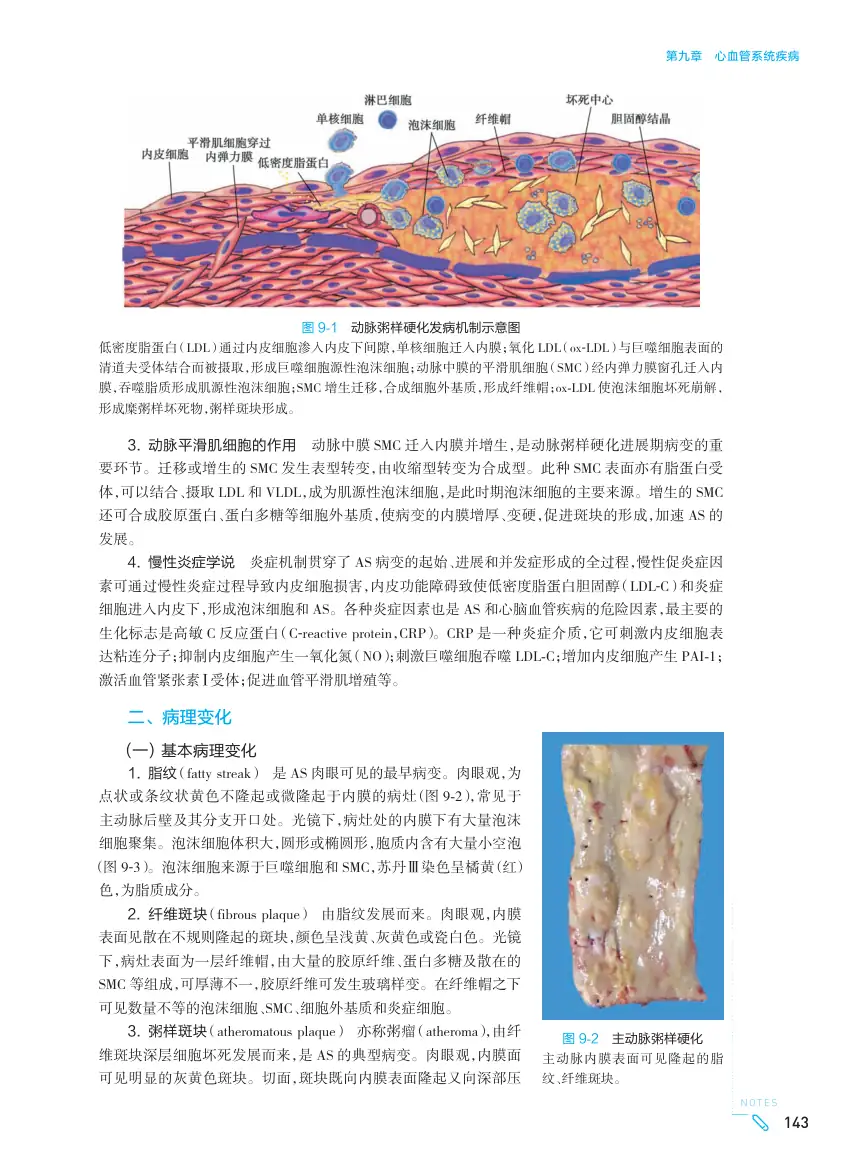 第九章 心血管系统疾病
淋巴细胞
坏死中心
单核细胞
泡沫细胞
纤维帽
胆固醇结晶
平滑肌细胞穿过
内弹力膜
内皮细胞
低密度脂蛋白
图 9-1 动脉粥样硬化发病机制示意图
低密度脂蛋白(LDL)通过内皮细胞渗入内皮下间隙,单核细胞迁入内膜;氧化 LDL(ox-LDL)与巨噬细胞表面的
清道夫受体结合而被摄取,形成巨噬细胞源性泡沫细胞;动脉中膜的平滑肌细胞(SMC)经内弹力膜窗孔迁入内
膜,吞噬脂质形成肌源性泡沫细胞;SMC 增生迁移,合成细胞外基质,形成纤维帽;ox-LDL 使泡沫细胞坏死崩解,
形成糜粥样坏死物,粥样斑块形成。
3. 动脉平滑肌细胞的作用 动脉中膜 SMC 迁入内膜并增生,是动脉粥样硬化进展期病变的重
要环节。迁移或增生的 SMC 发生表型转变,由收缩型转变为合成型。此种 SMC 表面亦有脂蛋白受
体,可以结合、摄取 LDL 和 VLDL,成为肌源性泡沫细胞,是此时期泡沫细胞的主要来源。增生的 SMC
还可合成胶原蛋白、蛋白多糖等细胞外基质,使病变的内膜增厚、变硬,促进斑块的形成,加速 AS 的
发展。
4. 慢性炎症学说 炎症机制贯穿了 AS 病变的起始、进展和并发症形成的全过程,慢性促炎症因
素可通过慢性炎症过程导致内皮细胞损害,内皮功能障碍致使低密度脂蛋白胆固醇(LDL-C)和炎症
细胞进入内皮下,形成泡沫细胞和 AS。各种炎症因素也是 AS 和心脑血管疾病的危险因素,最主要的
生化标志是高敏 C 反应蛋白(C-reactive protein,CRP)。CRP 是一种炎症介质,它可刺激内皮细胞表
达粘连分子;抑制内皮细胞产生一氧化氮(NO);刺激巨噬细胞吞噬 LDL-C;增加内皮细胞产生 PAI-1;
激活血管紧张素Ⅰ受体;促进血管平滑肌增殖等。
二、病理变化
(一)基本病理变化
1. 脂纹(fatty streak) 是 AS 肉眼可见的最早病变。肉眼观,为
点状或条纹状黄色不隆起或微隆起于内膜的病灶(图 9-2),常见于
主动脉后壁及其分支开口处。光镜下,病灶处的内膜下有大量泡沫
细胞聚集。泡沫细胞体积大,圆形或椭圆形,胞质内含有大量小空泡
(图 9-3)。泡沫细胞来源于巨噬细胞和 SMC,苏丹Ⅲ染色呈橘黄(红)
色,为脂质成分。
2. 纤维斑块(fibrous plaque) 由脂纹发展而来。肉眼观,内膜
表面见散在不规则隆起的斑块,颜色呈浅黄、灰黄色或瓷白色。光镜
下,病灶表面为一层纤维帽,由大量的胶原纤维、蛋白多糖及散在的
SMC 等组成,可厚薄不一,胶原纤维可发生玻璃样变。在纤维帽之下
可见数量不等的泡沫细胞、SMC、细胞外基质和炎症细胞。
3. 粥样斑块(atheromatous plaque) 亦称粥瘤(atheroma),由纤
维斑块深层细胞坏死发展而来,是 AS 的典型病变。肉眼观,内膜面
可见明显的灰黄色斑块。切面,斑块既向内膜表面隆起又向深部压
图 9-2 主动脉粥样硬化
主动脉内膜表面可见隆起的脂
纹、纤维斑块。
NOTES
143